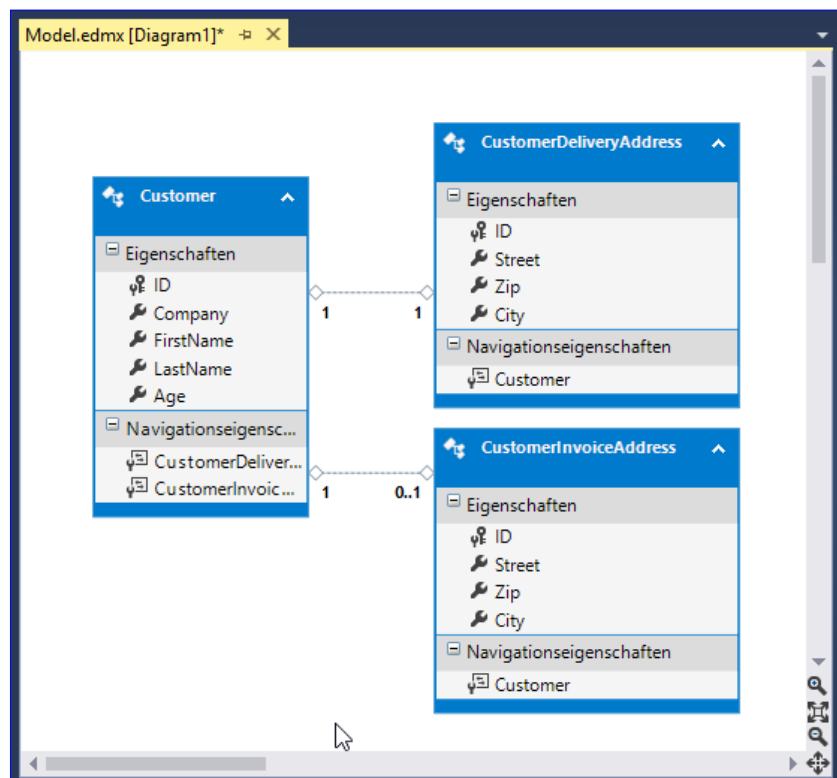 Model.edmx [Diagram1]*
Customer
Eigenschaften
ID
Company
FirstName
LastName
Age
Navigationseigensc...
CustomerDeliver...
CustomerInvoic...
1
1
1
0..1
CustomerDeliveryAddress
Eigenschaften
ID
Street
Zip
City
Navigationseigenschaften
Customer
CustomerInvoiceAddress
Eigenschaften
ID
Street
Zip
City
Navigationseigenschaften
Customer